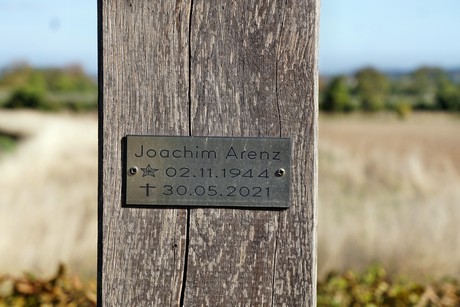 Joachim Arenz
☆ 02.11.1944
✝ 30.05.2021